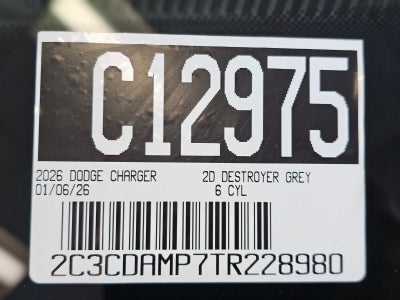 C12975
2026 DODGE CHARGER 2D DESTROYER GREY
01/06/26 6 CYL
2C3CDAMP7TR228980